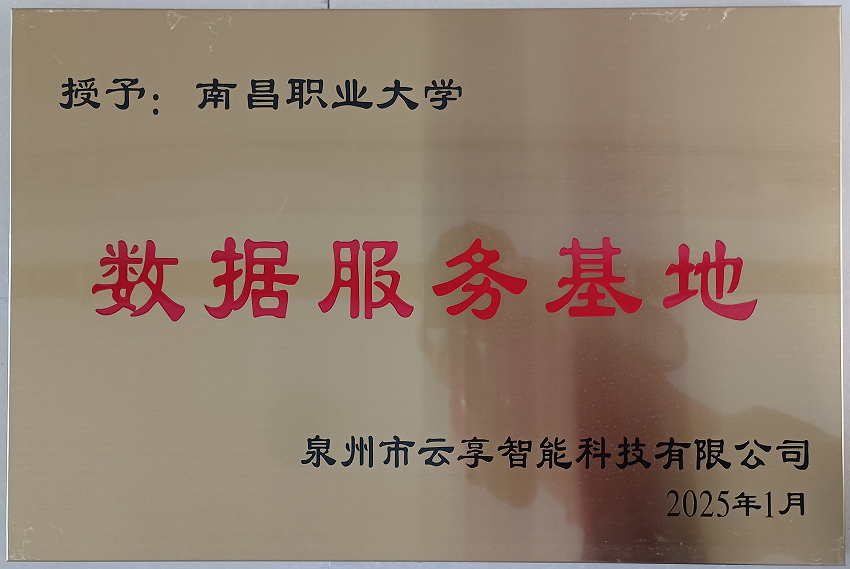 授予：南昌职业大学
数据服务基地
泉州市云享智能科技有限公司
2025年1月